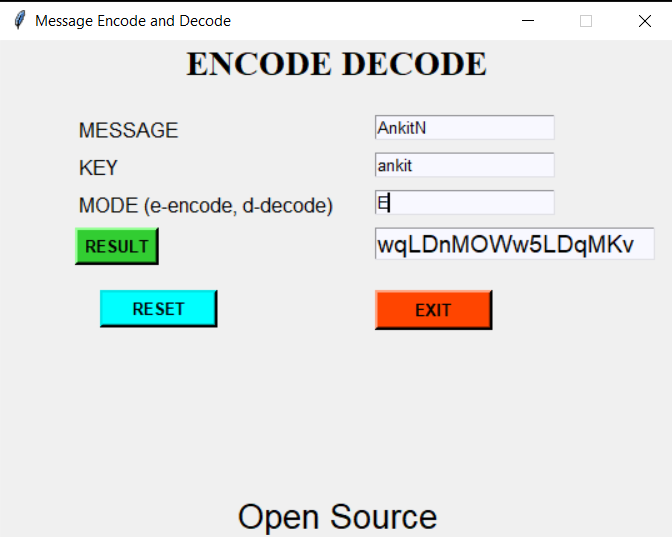 Message Encode and Decode
ENCODE DECODE
MESSAGE AnkitN
KEY ankit
MODE (e-encode, d-decode) E
RESULT wqLDnMOWw5LDqMKv
RESET EXIT
Open Source